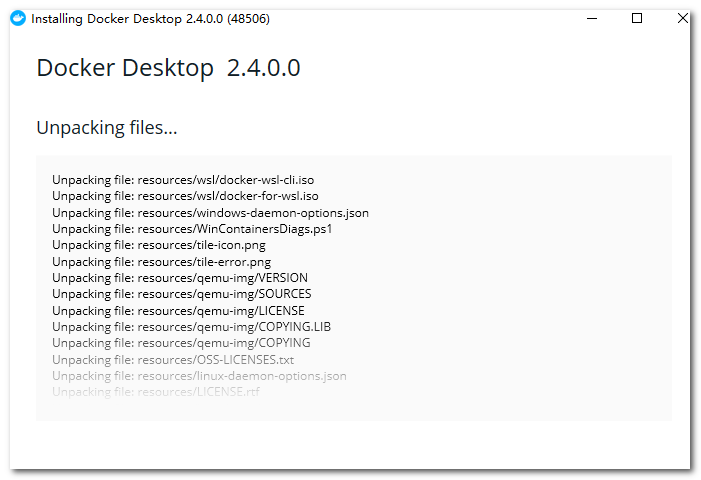 Installing Docker Desktop 2.4.0.0 (48506)
Docker Desktop 2.4.0.0
Unpacking files...
Unpacking file: resources/wsl/docker-wsl-cli.iso
Unpacking file: resources/wsl/docker-for-wsl.iso
Unpacking file: resources/windows-daemon-options.json
Unpacking file: resources/WinContainersDiags.ps1
Unpacking file: resources/tile-icon.png
Unpacking file: resources/tile-error.png
Unpacking file: resources/qemu-img/VERSION
Unpacking file: resources/qemu-img/SOURCES
Unpacking file: resources/qemu-img/LICENSE
Unpacking file: resources/qemu-img/COPYING.LIB
Unpacking file: resources/qemu-img/COPYING
Unpacking file: resources/OSS-LICENSES.txt
Unpacking file: resources/linux-daemon-options.json
Unpacking file: resources/LICENSE.rtf